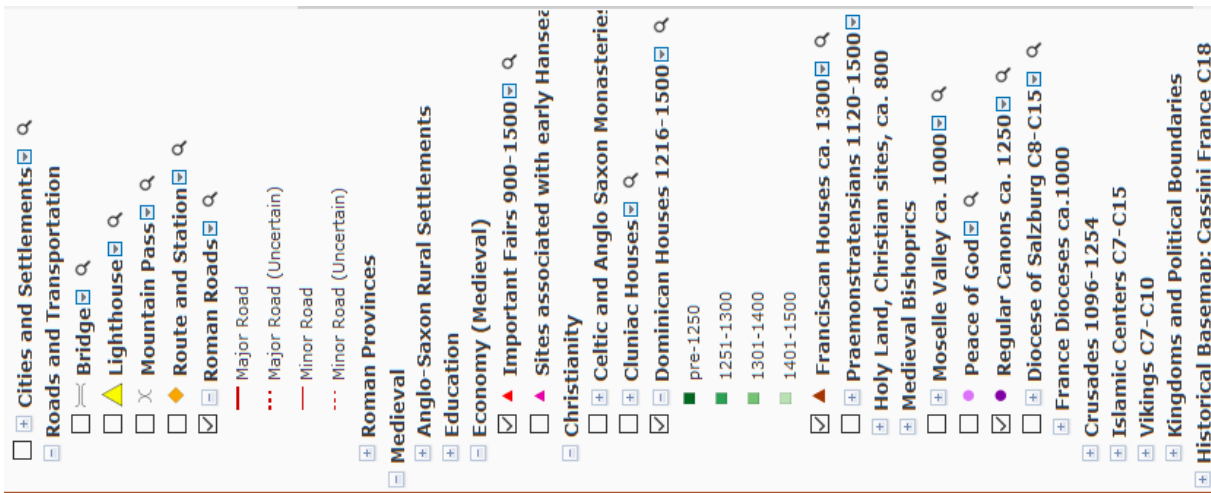 Cities and Settlements
Roads and Transportation
Bridge
Lighthouse
Mountain Pass
Route and Station
Roman Roads
Major Road
Major Road (Uncertain)
Minor Road
Minor Road (Uncertain)
Roman Provinces
Medieval
Anglo-Saxon Rural Settlements
Education
Economy (Medieval)
Important Fairs 900-1500
Sites associated with early Hansea
Christianity
Celtic and Anglo Saxon Monasteries
Cluniac Houses
Dominican Houses 1216-1500
pre-1250
1251-1300
1301-1400
1401-1500
Franciscan Houses ca. 1300
Praemonstratensians 1120-1500
Holy Land, Christian sites, ca. 800
Medieval Bishoprics
Moselle Valley ca. 1000
Peace of God
Regular Canons ca. 1250
Diocese of Salzburg C8-C15
France Dioceses ca.1000
Crusades 1096-1254
Islamic Centers C7-C15
Vikings C7-C10
Kingdoms and Political Boundaries
Historical Basemap: Cassini France C18